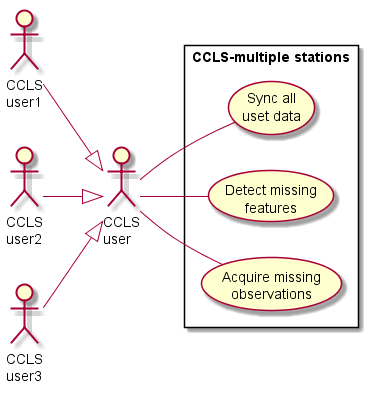 CCLS
user1
CCLS
user2
CCLS
user3
CCLS
user
CCLS-multiple stations
Sync all
uset data
Detect missing
features
Acquire missing
observations